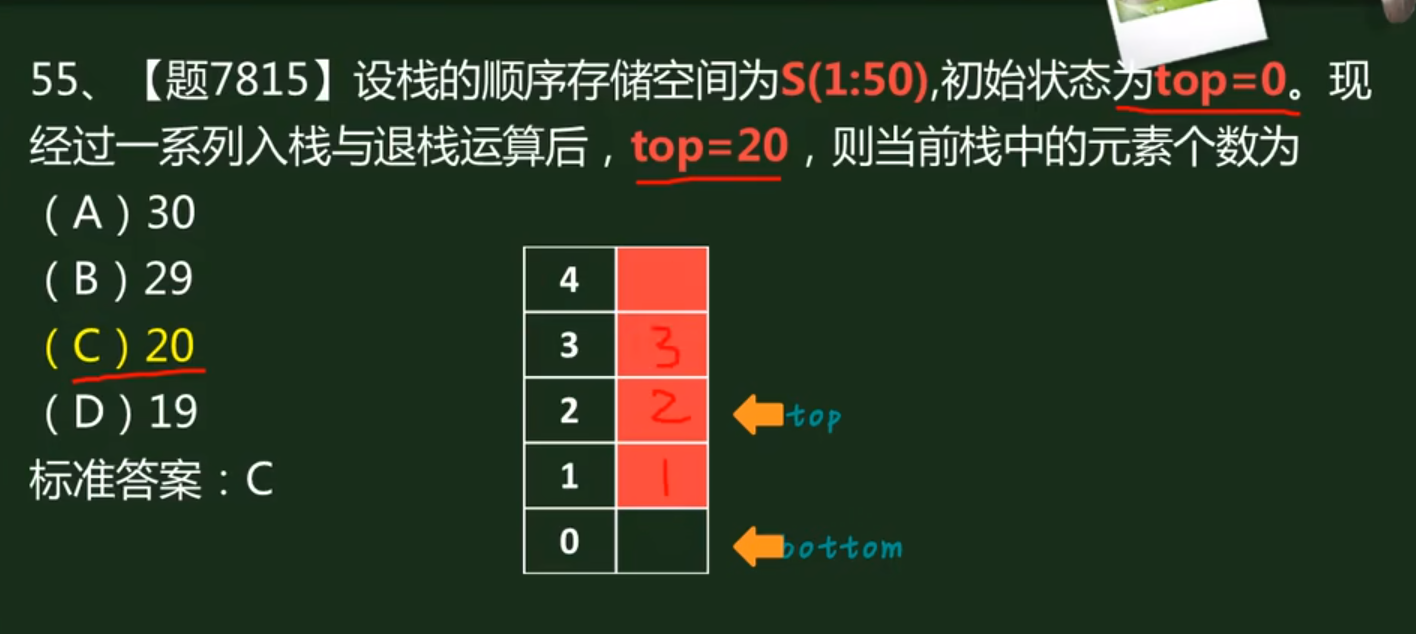 55、【题7815】设栈的顺序存储空间为S(1:50),初始状态为top=0。现
经过一系列入栈与退栈运算后，top=20，则当前栈中的元素个数为
（A）30
（B）29
（C）20
（D）19
标准答案：C
4
3 3
2 2 top
1 1
0 bottom